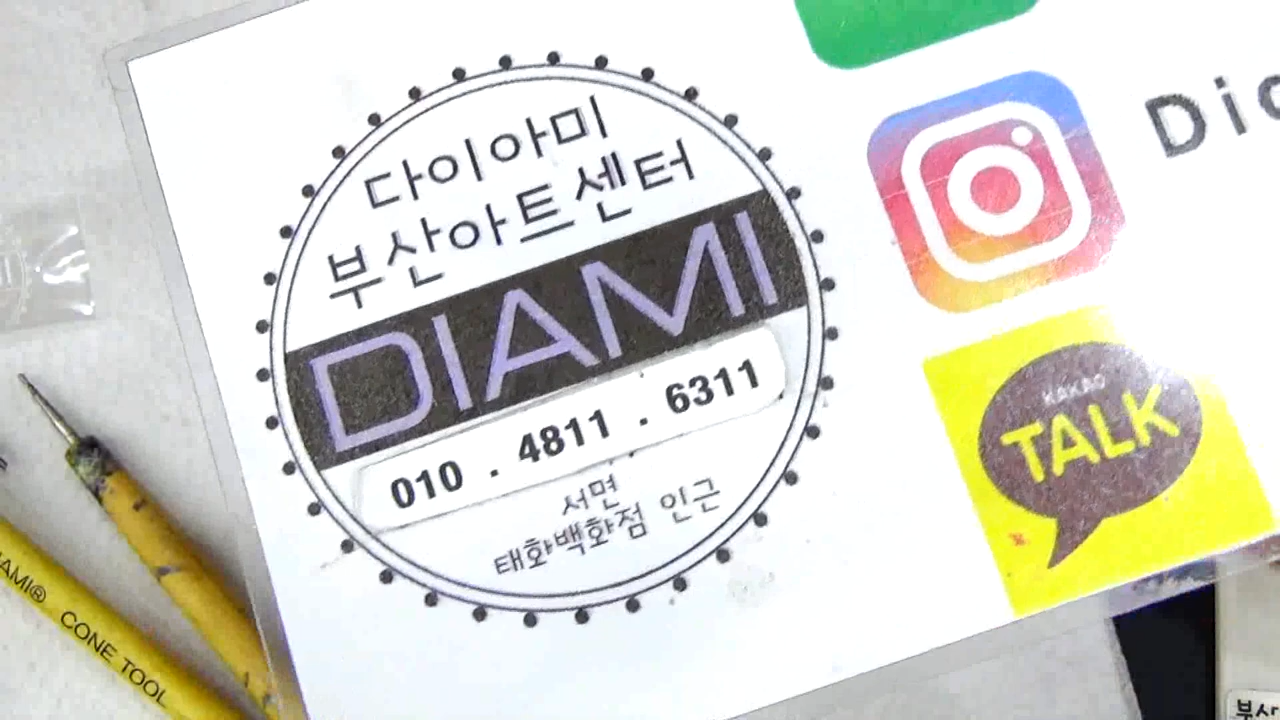 다이아미
부산아트센터
DIAMI
010 . 4811 . 6311
서면
태화백화점 인근
KAKAO
TALK
CONE TOOL